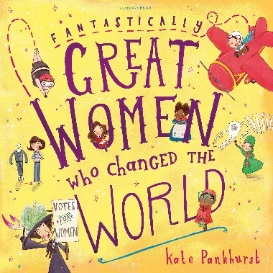 FANTASTICALLY
GREAT
WOMEN
WHO CHANGED THE
WORLD
VOTES
FOR
WOMEN
Kate Pankhurst